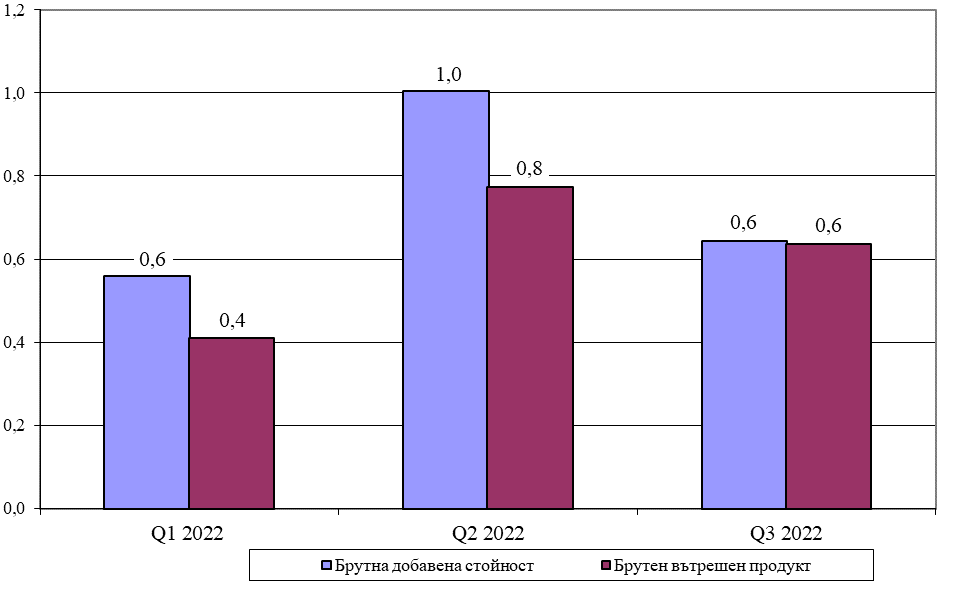 1,2
1,0
0,8
0,6
0,4
0,2
0,0
0,6
0,4
1,0
0,8
0,6
0,6
Q1 2022
Q2 2022
Q3 2022
Брутна добавена стойност
Брутен вътрешен продукт